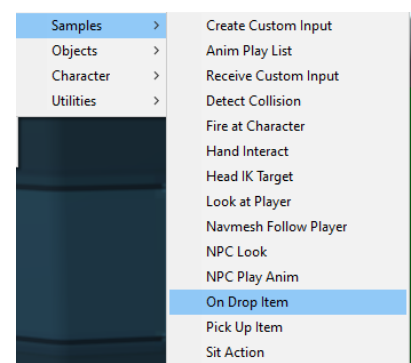 Samples >
Objects >
Character >
Utilities >
Create Custom Input
Anim Play List
Receive Custom Input
Detect Collision
Fire at Character
Hand Interact
Head IK Target
Look at Player
Navmesh Follow Player
NPC Look
NPC Play Anim
On Drop Item
Pick Up Item
Sit Action